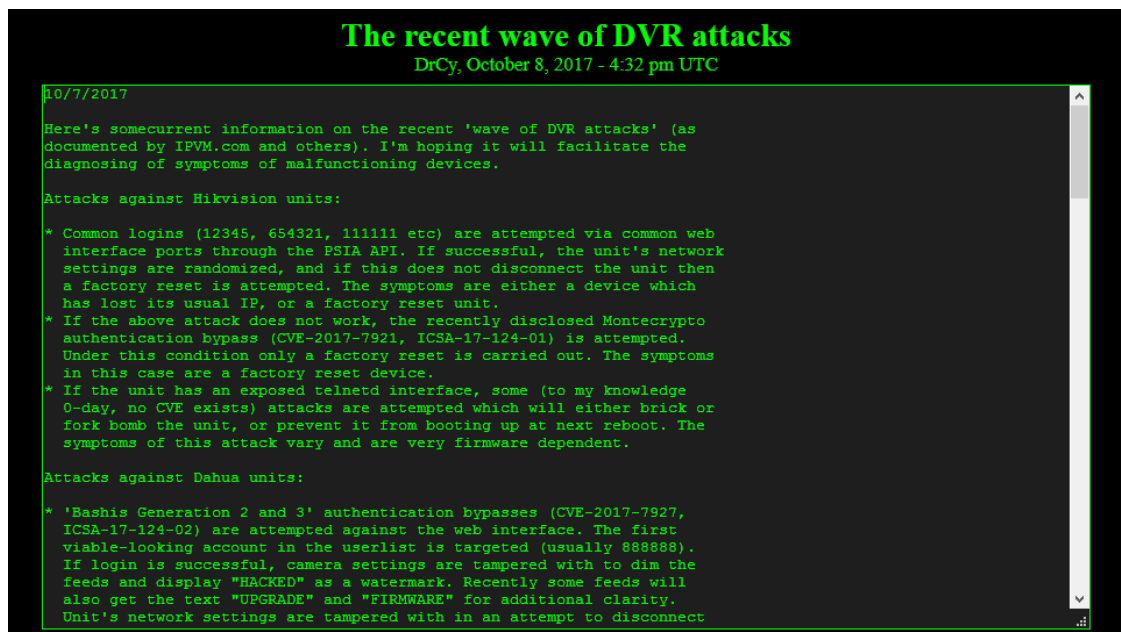 The recent wave of DVR attacks
DrCy, October 8, 2017 - 4:32 pm UTC
10/7/2017
Here's somecurrent information on the recent 'wave of DVR attacks' (as
documented by IPVM.com and others). I'm hoping it will facilitate the
diagnosing of symptoms of malfunctioning devices.
Attacks against Hikvision units:
* Common logins (12345, 654321, 111111 etc) are attempted via common web
interface ports through the PSIA API. If successful, the unit's network
settings are randomized, and if this does not disconnect the unit then
a factory reset is attempted. The symptoms are either a device which
has lost its usual IP, or a factory reset unit.
* If the above attack does not work, the recently disclosed Montecrypto
authentication bypass (CVE-2017-7921, ICSA-17-124-01) is attempted.
Under this condition only a factory reset is carried out. The symptoms
in this case are a factory reset device.
* If the unit has an exposed telnetd interface, some (to my knowledge
0-day, no CVE exists) attacks are attempted which will either brick or
fork bomb the unit, or prevent it from booting up at next reboot. The
symptoms of this attack vary and are very firmware dependent.
Attacks against Dahua units:
* 'Bashis Generation 2 and 3' authentication bypasses (CVE-2017-7927,
ICSA-17-124-02) are attempted against the web interface. The first
viable-looking account in the userlist is targeted (usually 888888).
If login is successful, camera settings are tampered with to dim the
feeds and display "HACKED" as a watermark. Recently some feeds will
also get the text "UPGRADE" and "FIRMWARE" for additional clarity.
Unit's network settings are tampered with in an attempt to disconnect